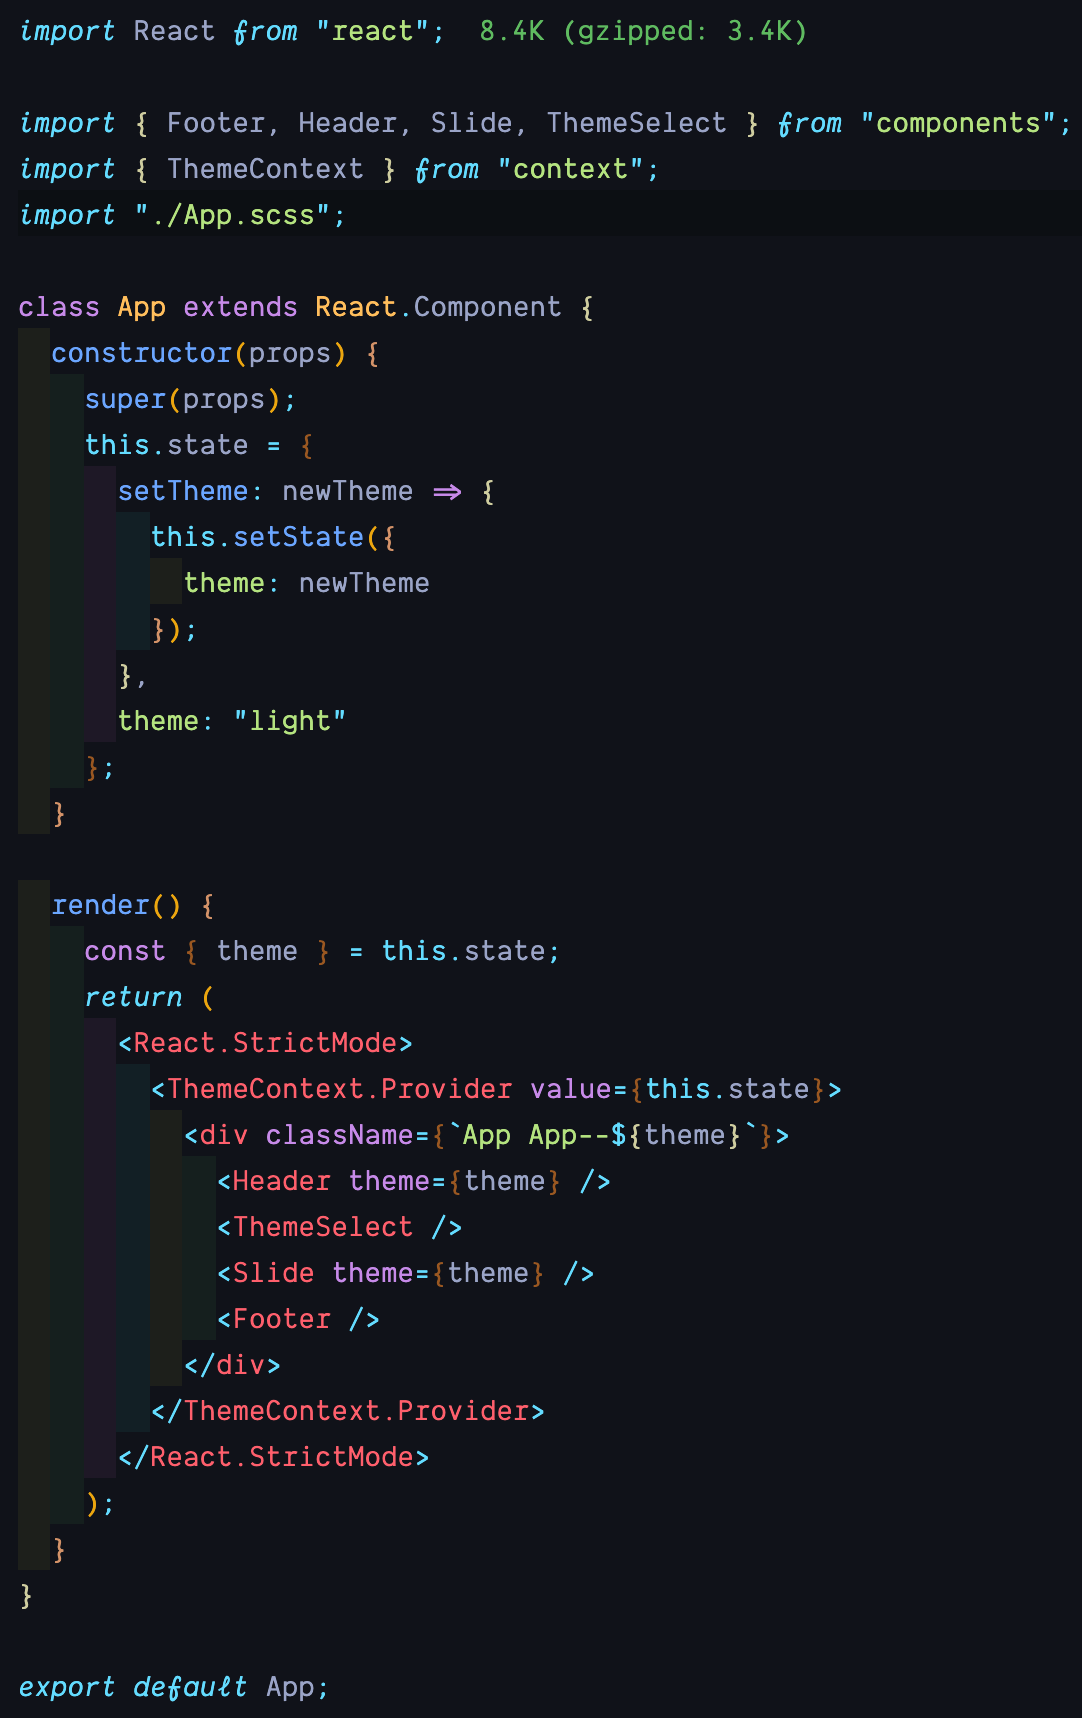 import React from "react";  8.4K (gzipped: 3.4K)

import { Footer, Header, Slide, ThemeSelect } from "components";
import { ThemeContext } from "context";
import "./App.scss";

class App extends React.Component {
  constructor(props) {
    super(props);
    this.state = {
      setTheme: newTheme => {
        this.setState({
          theme: newTheme
        });
      },
      theme: "light"
    };
  }

  render() {
    const { theme } = this.state;
    return (
      <React.StrictMode>
        <ThemeContext.Provider value={this.state}>
          <div className={`App App--${theme}`}>
            <Header theme={theme} />
            <ThemeSelect />
            <Slide theme={theme} />
            <Footer />
          </div>
        </ThemeContext.Provider>
      </React.StrictMode>
    );
  }
}

export default App;